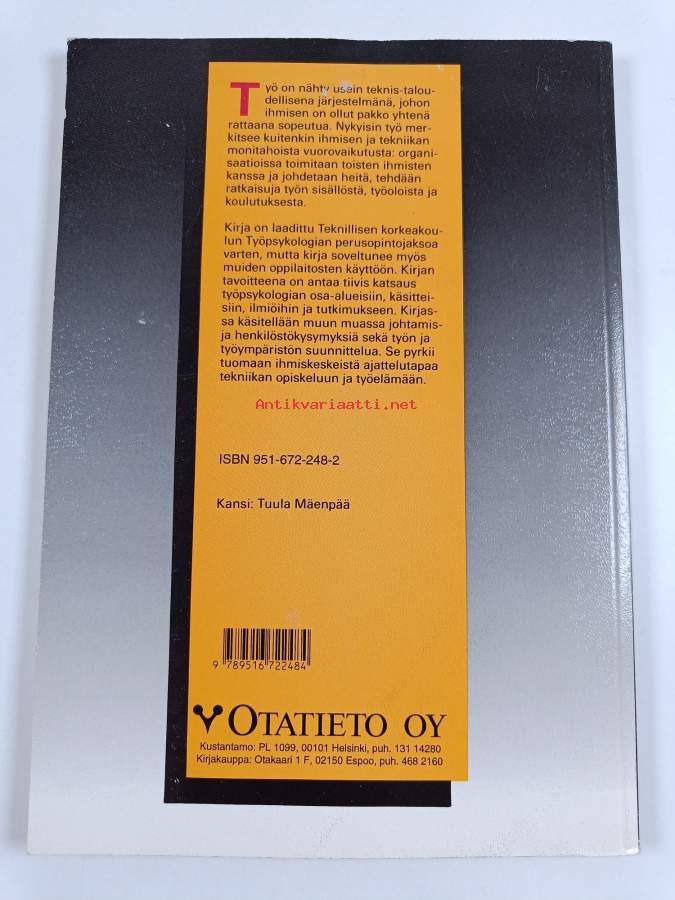 Työ on nähty usein teknis-talou-
dellisena järjestelmänä, johon
ihmisen on ollut pakko yhtenä
rattaana sopeutua. Nykyisin työ mer-
kitsee kuitenkin ihmisen ja tekniikan
monitahoista vuorovaikutusta: organi-
saatioissa toimitaan toisten ihmisten
kanssa ja johdetaan heitä, tehdään
ratkaisuja työn sisällöstä, työoloista ja
koulutuksesta.
Kirja on laadittu Teknillisen korkeakou-
lun Työpsykologian perusopintojaksoa
varten, mutta kirja soveltunee myös
muiden oppilaitosten käyttöön. Kirjan
tavoitteena on antaa tiivis katsaus
työpsykologian osa-alueisiin, käsittei-
siin, ilmiöihin ja tutkimukseen. Kirjas-
sa käsitellään muun muassa johtamis-
ja henkilöstökysymyksiä sekä työn ja
työympäristön suunnittelua. Se pyrkii
tuomaan ihmiskeskeistä ajattelutapaa
tekniikan opiskeluun ja työelämään.
Antikvariaatti.net
ISBN 951-672-248-2
Kansi: Tuula Mäenpää
9 789516 722484
OTATIETO OY
Kustantamo: PL 1099, 00101 Helsinki, puh. 131 14280
Kirjakauppa: Otakaari 1 F, 02150 Espoo, puh. 468 2160